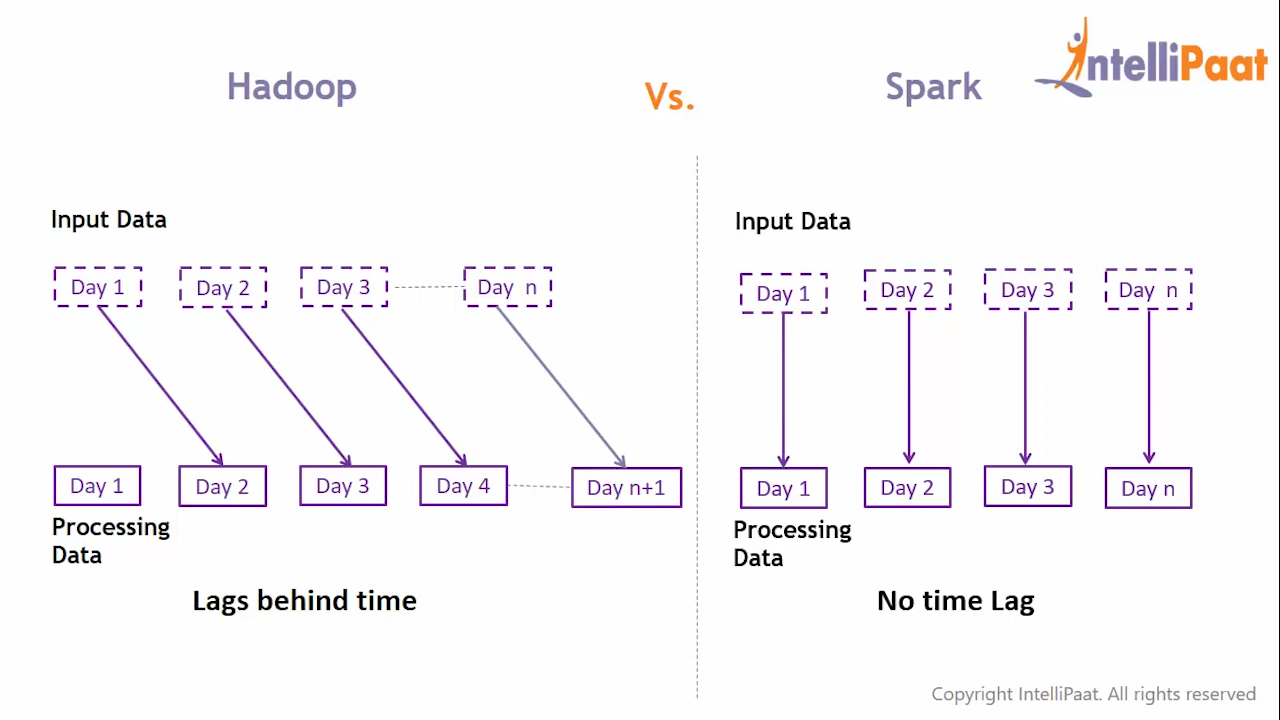 Hadoop
Vs.
Spark
IntelliPaat
Input Data
Day 1
Day 2
Day 3
Day n
Day 1
Day 2
Day 3
Day 4
Day n+1
Processing
Data
Lags behind time
Input Data
Day 1
Day 2
Day 3
Day n
Day 1
Day 2
Day 3
Day n
Processing
Data
No time Lag
Copyright IntelliPaat. All rights reserved